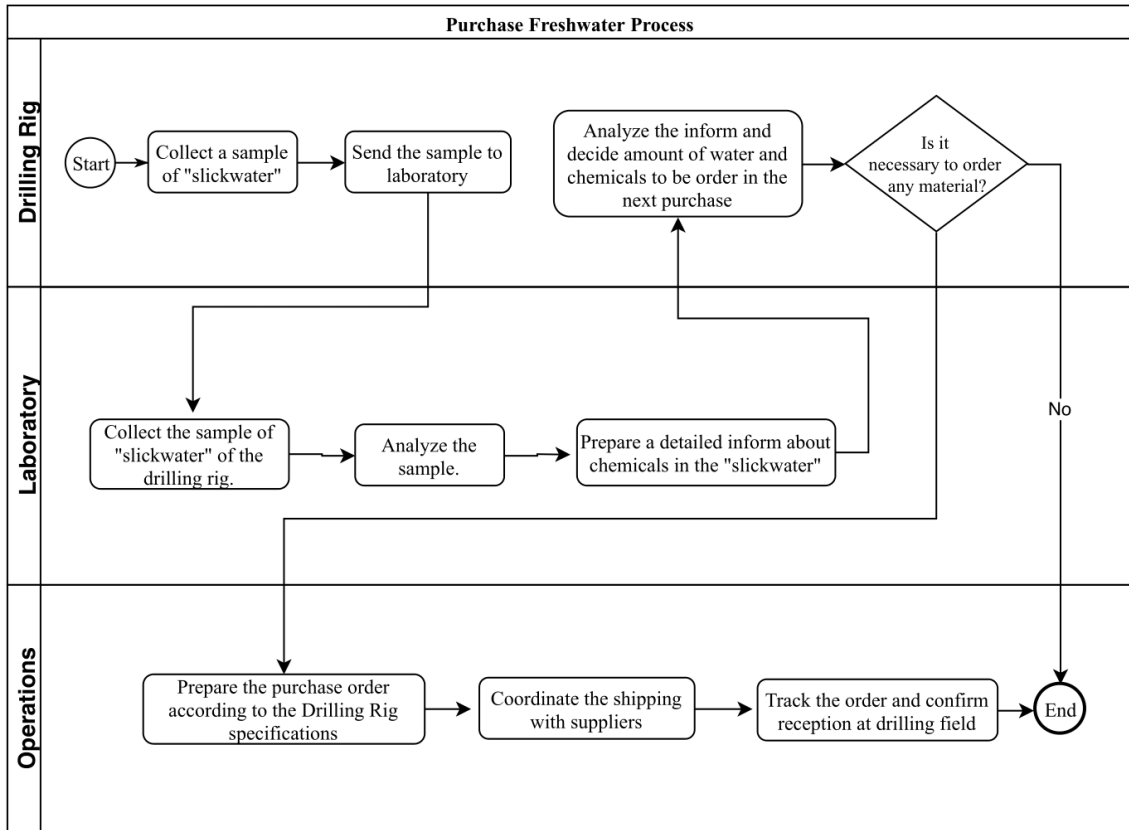 Purchase Freshwater Process
Drilling Rig
Start
Collect a sample
of "slickwater"
Send the sample to
laboratory
Analyze the inform and
decide amount of water and
chemicals to be order in the
next purchase
Is it
necessary to order
any material?
Laboratory
Collect the sample of
"slickwater" of the
drilling rig.
Analyze the
sample.
Prepare a detailed inform about
chemicals in the "slickwater"
No
Operations
Prepare the purchase order
according to the Drilling Rig
specifications
Coordinate the shipping
with suppliers
Track the order and confirm
reception at drilling field
End